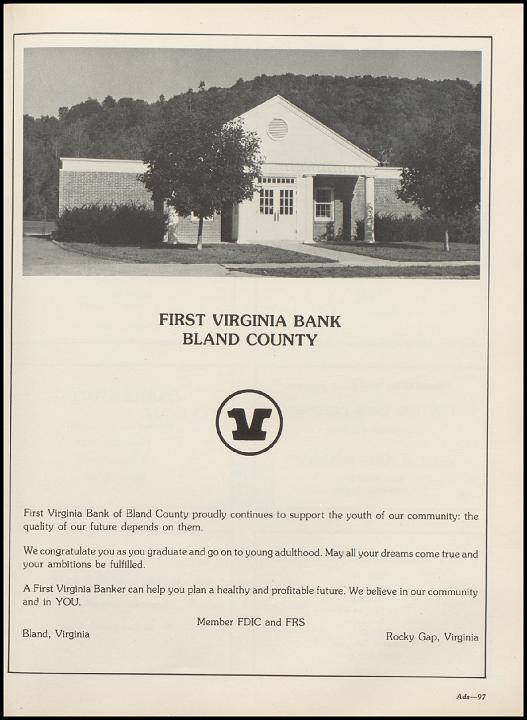 FIRST VIRGINIA BANK
BLAND COUNTY
First Virginia Bank of Bland County proudly continues to support the youth of our community: the
quality of our future depends on them.
We congratulate you as you graduate and go on to young adulthood. May all your dreams come true and
your ambitions be fulfilled.
A First Virginia Banker can help you plan a healthy and profitable future. We believe in our community
and in YOU.
Member FDIC and FRS
Bland, Virginia
Rocky Gap, Virginia
Ads—97